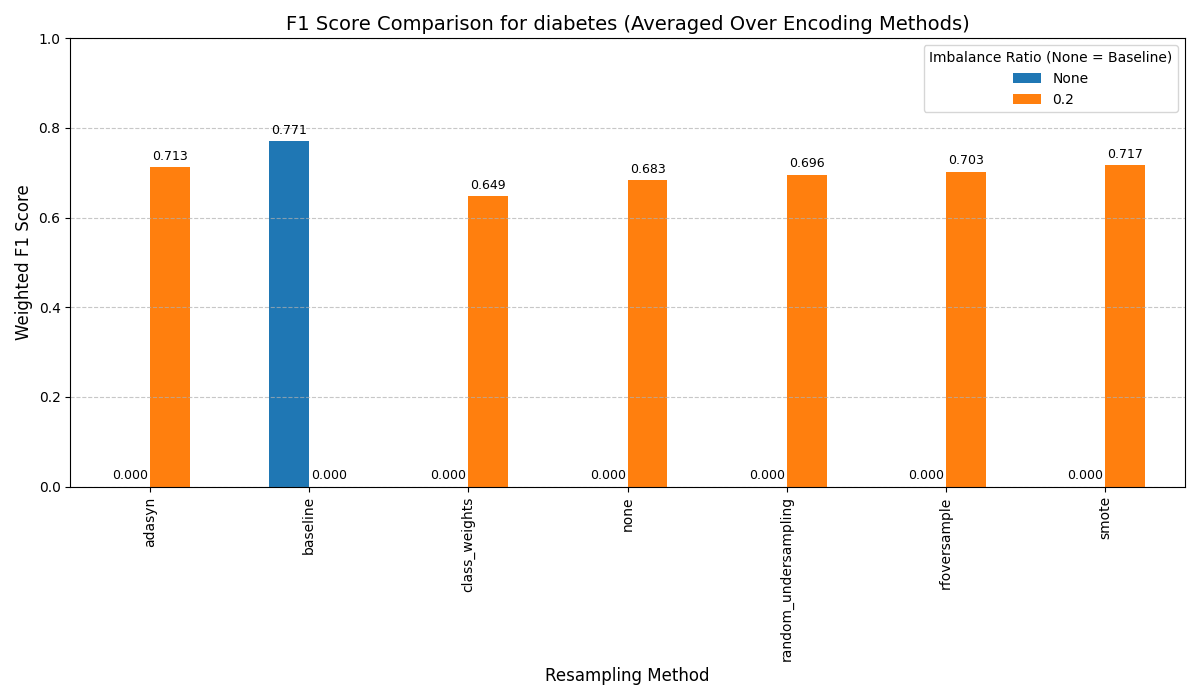 F1 Score Comparison for diabetes (Averaged Over Encoding Methods)
Weighted F1 Score
1.0
0.8
0.6
0.4
0.2
0.0
Imbalance Ratio (None = Baseline)
None
0.2
0.000
0.713
0.771
0.000
0.000
0.649
0.000
0.683
0.000
0.696
0.000
0.703
0.000
0.717
adasyn
baseline
class_weights
none
random_undersampling
rfoversample
smote
Resampling Method